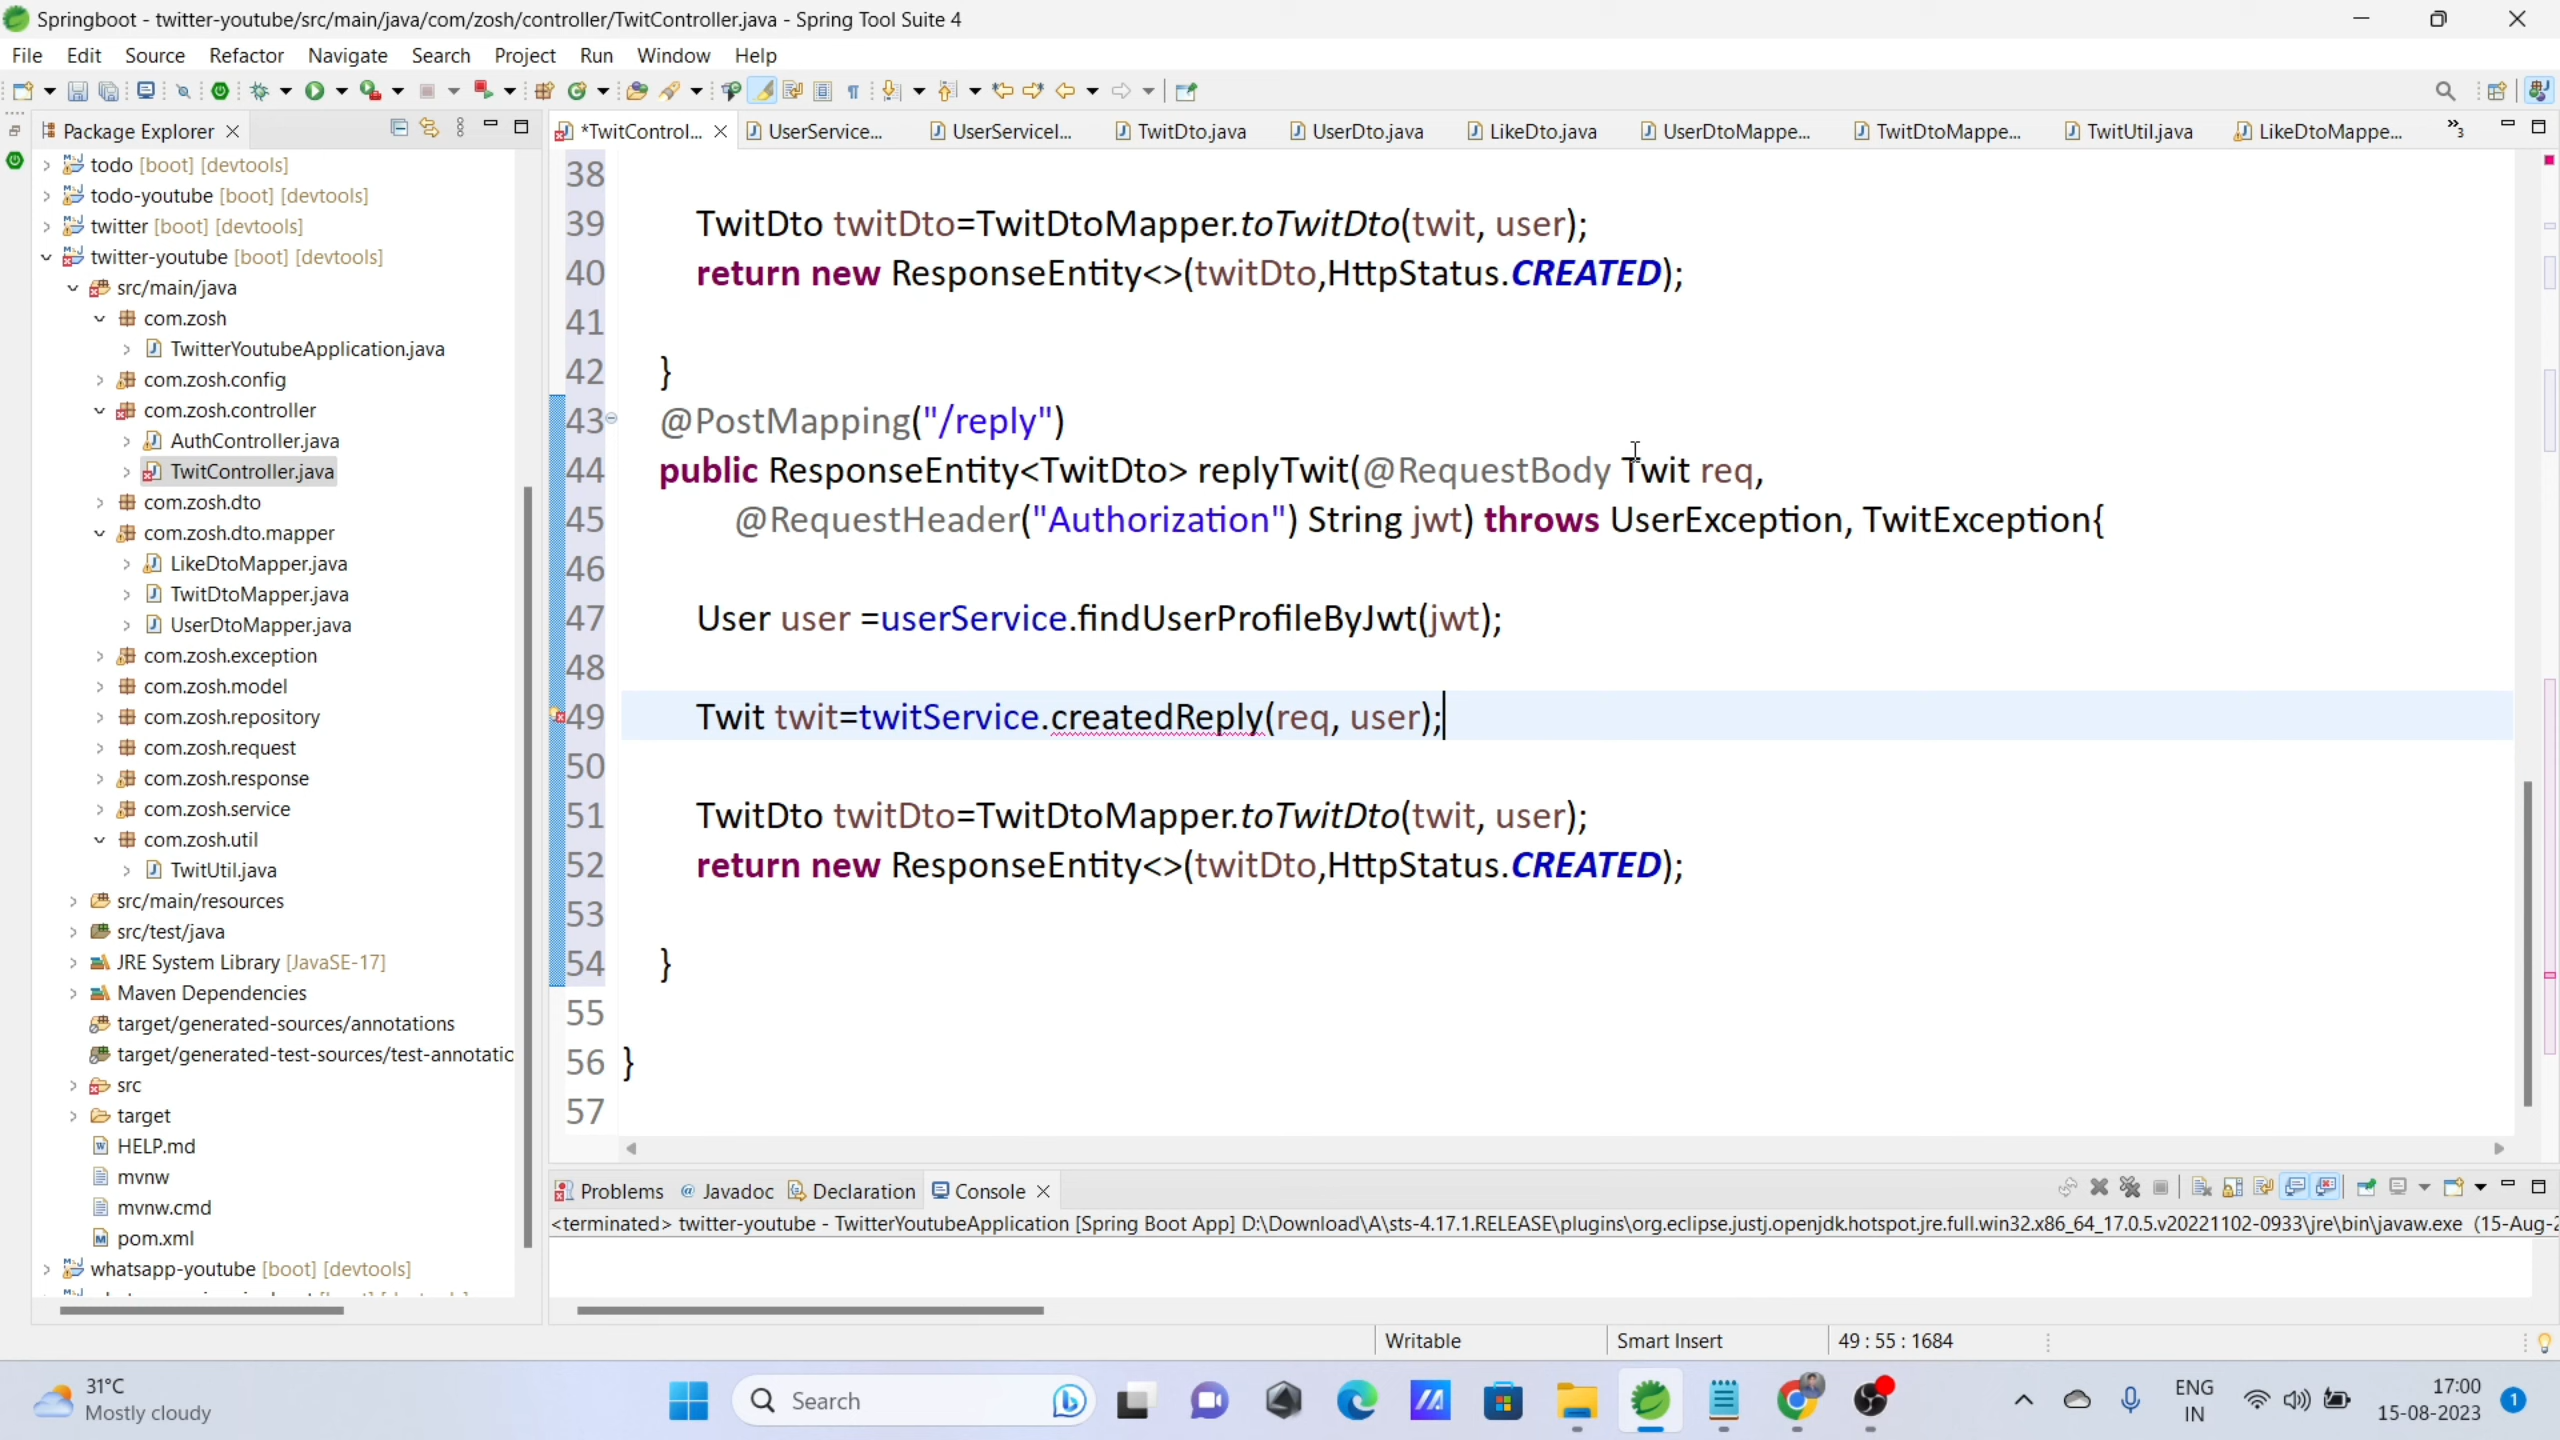 Springboot - twitter-youtube/src/main/java/com/zosh/controller/TwitController.java - Spring Tool Suite 4
File Edit Source Refactor Navigate Search Project Run Window Help
Package Explorer
todo [boot] [devtools]
todo-youtube [boot] [devtools]
twitter [boot] [devtools]
twitter-youtube [boot] [devtools]
src/main/java
com.zosh
TwitterYoutubeApplication.java
com.zosh.config
com.zosh.controller
AuthController.java
TwitController.java
com.zosh.dto
com.zosh.dto.mapper
LikeDtoMapper.java
TwitDtoMapper.java
UserDtoMapper.java
com.zosh.exception
com.zosh.model
com.zosh.repository
com.zosh.request
com.zosh.response
com.zosh.service
com.zosh.util
TwitUtil.java
src/main/resources
src/test/java
JRE System Library [JavaSE-17]
Maven Dependencies
target/generated-sources/annotations
target/generated-test-sources/test-annotatic
src
target
HELP.md
mvnw
mvnw.cmd
pom.xml
whatsapp-youtube [boot] [devtools]
*TwitControl... UserService... UserServiceI... TwitDto.java UserDto.java LikeDto.java UserDtoMappe... TwitDtoMappe... TwitUtil.java LikeDtoMappe... »3
38
39 TwitDto twitDto=TwitDtoMapper.toTwitDto(twit, user);
40 return new ResponseEntity<>(twitDto,HttpStatus.CREATED);
41
42 }
43 @PostMapping("/reply")
44 public ResponseEntity<TwitDto> replyTwit(@RequestBody Twit req,
45 @RequestHeader("Authorization") String jwt) throws UserException, TwitException{
46
47 User user =userService.findUserProfileByJwt(jwt);
48
49 Twit twit=twitService.createdReply(req, user);
50
51 TwitDto twitDto=TwitDtoMapper.toTwitDto(twit, user);
52 return new ResponseEntity<>(twitDto,HttpStatus.CREATED);
53
54 }
55
56 }
57
Problems Javadoc Declaration Console
<terminated> twitter-youtube - TwitterYoutubeApplication [Spring Boot App] D:\Download\A\sts-4.17.1.RELEASE\plugins\org.eclipse.justj.openjdk.hotspot.jre.full.win32.x86_64_17.0.5.v20221102-0933\jre\bin\javaw.exe (15-Aug-2
Writable Smart Insert 49 : 55 : 1684
31°C
Mostly cloudy
Search
ENG
IN
17:00
15-08-2023
1